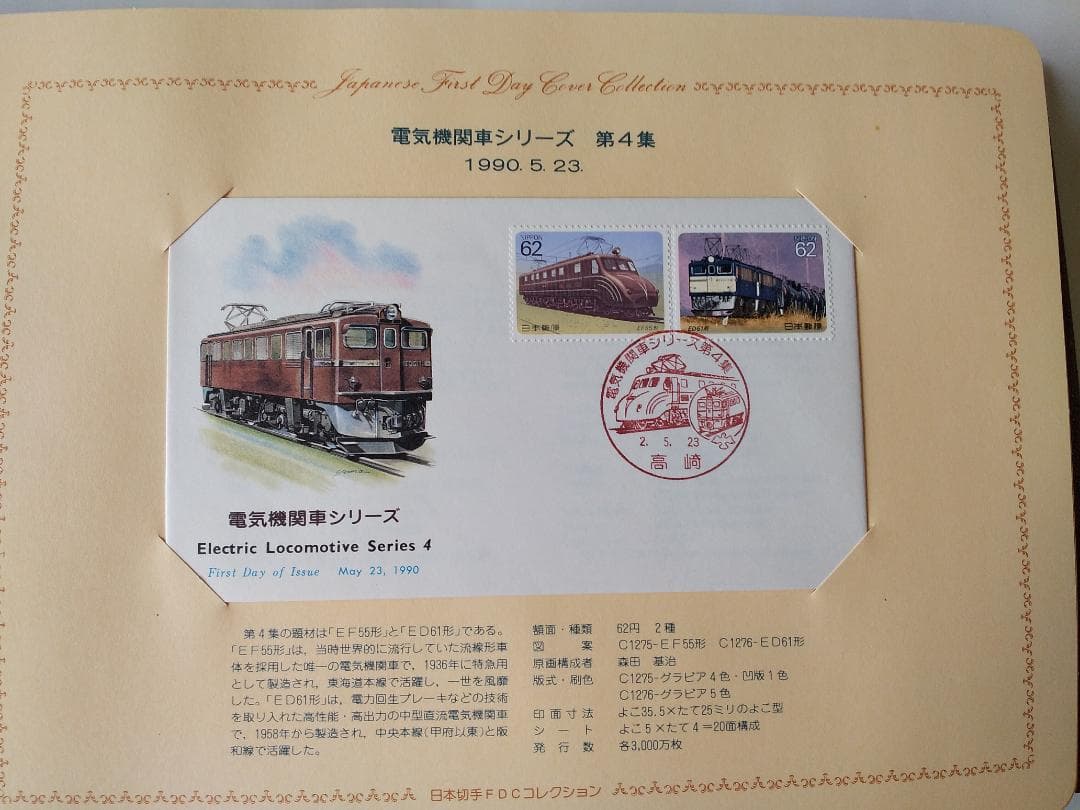 Japanese First Day Cover Collection
電気機関車シリーズ 第4集
1990. 5. 23.
NIPPON
62
日本郵便
EF55形
NIPPON
62
ED61形
日本郵便
電気機関車シリーズ第4集
2. 5. 23
高崎
電気機関車シリーズ
Electric Locomotive Series 4
First Day of Issue May 23, 1990
第4集の題材は「EF55形」と「ED61形」である。
「EF55形」は、当時世界的に流行していた流線形車
体を採用した唯一の電気機関車で、1936年に特急用
として製造され、東海道本線で活躍し、一世を風靡
した。「ED61形」は、電力回生ブレーキなどの技術
を取り入れた高性能・高出力の中型直流電気機関車
で、1958年から製造され、中央本線(甲府以東)と阪
和線で活躍した。
額面・種類 62円 2種
図案 C1275-EF55形 C1276-ED61形
原画構成者 森田 基治
版式・刷色 C1275-グラビア4色・凹版1色
C1276-グラビア5色
印面寸法 よこ35.5×たて25ミリのよこ型
シート よこ5×たて4=20面構成
発行数 各3,000万枚
日本切手FDCコレクション